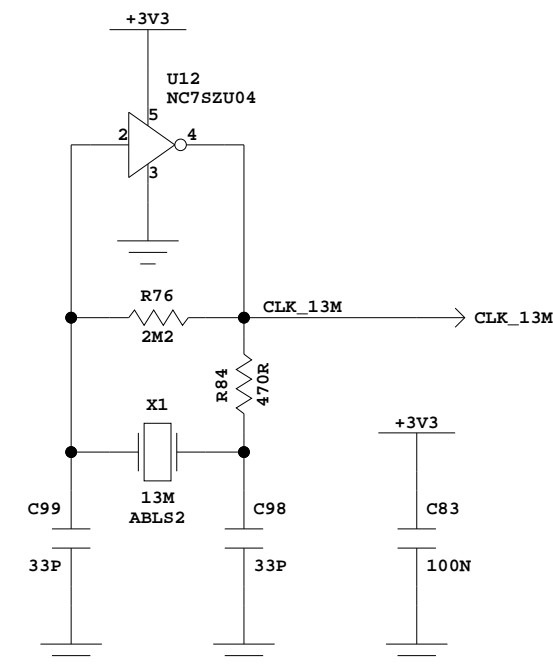 +3V3
U12
NC7SZU04
5
2
4
3
R76
CLK_13M
CLK_13M
2M2
R84
470R
X1
+3V3
13M
ABLS2
C99
C98
C83
33P
33P
100N